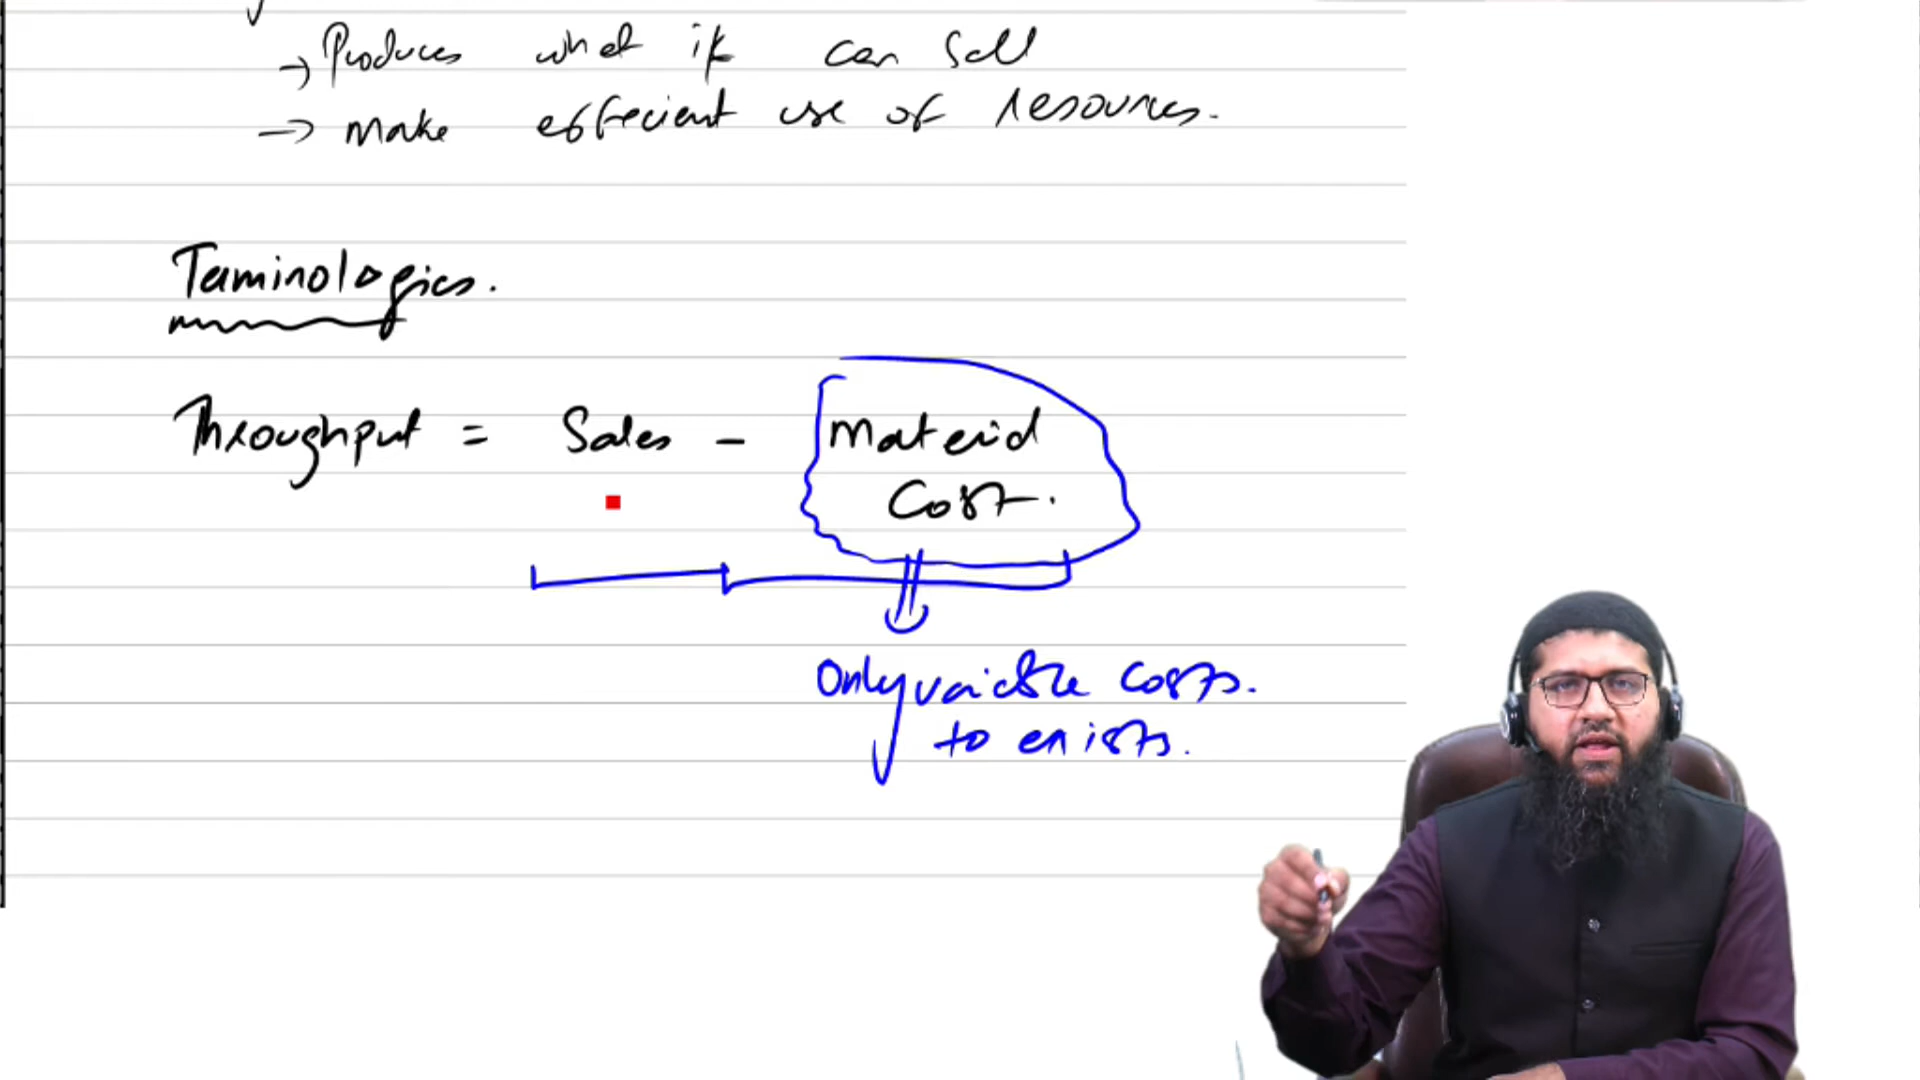 → Produces what it can sell
→ Make efficient use of resources.
Terminologies.
Throughput = Sales - Material
Cost.
Only variable costs.
to exists.